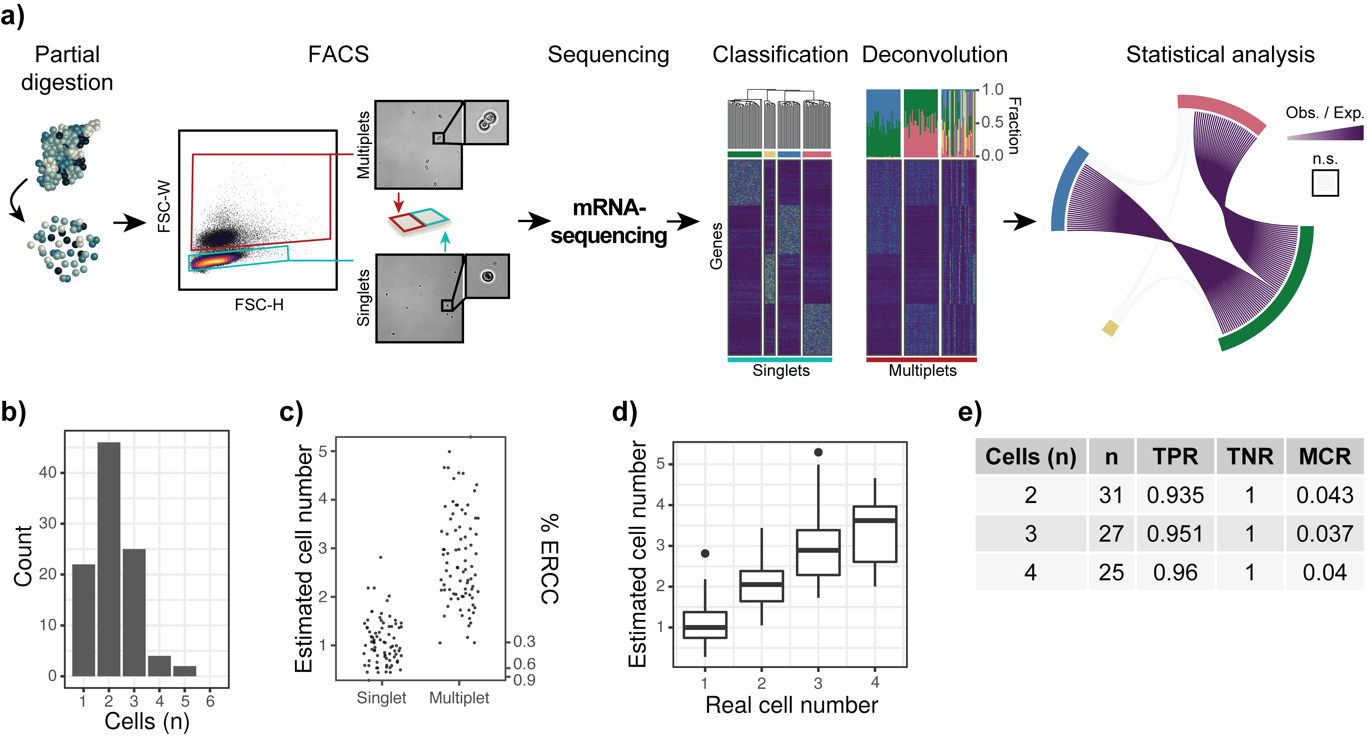 a)
Partial
digestion
FACS
Sequencing
Classification
Deconvolution
Statistical analysis
FSC-W
FSC-H
Multiplets
Singlets
mRNA-
sequencing
Genes
Singlets
Multiplets
1.0
0.5
0.0
Fraction
Obs. / Exp.
n.s.
b)
Count
40
30
20
10
0
1 2 3 4 5 6
Cells (n)
c)
Estimated cell number
5
4
3
2
1
% ERCC
0.3
0.6
0.9
Singlet Multiplet
d)
Estimated cell number
5
4
3
2
1
1 2 3 4
Real cell number
e)
Cells (n) n TPR TNR MCR
2 31 0.935 1 0.043
3 27 0.951 1 0.037
4 25 0.96 1 0.04